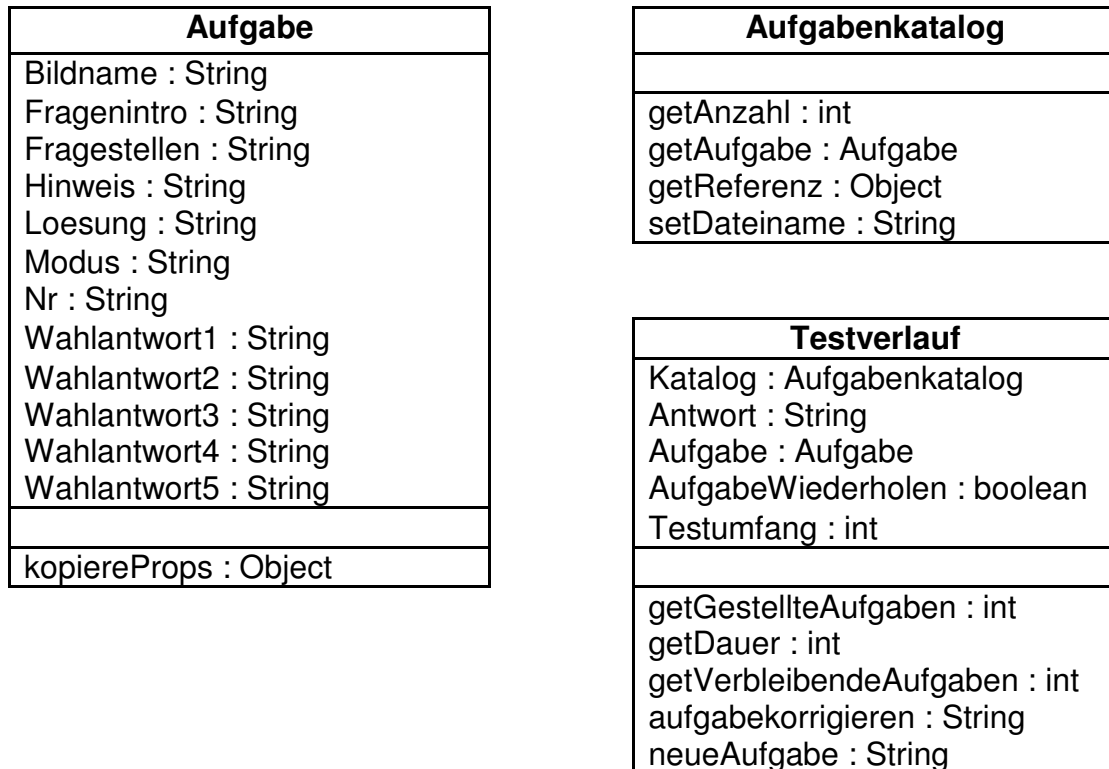 Aufgabe
Bildname : String
Fragenintro : String
Fragestellen : String
Hinweis : String
Loesung : String
Modus : String
Nr : String
Wahlantwort1 : String
Wahlantwort2 : String
Wahlantwort3 : String
Wahlantwort4 : String
Wahlantwort5 : String
kopiereProps : Object
Aufgabenkatalog
getAnzahl : int
getAufgabe : Aufgabe
getReferenz : Object
setDateiname : String
Testverlauf
Katalog : Aufgabenkatalog
Antwort : String
Aufgabe : Aufgabe
AufgabeWiederholen : boolean
Testumfang : int
getGestellteAufgaben : int
getDauer : int
getVerbleibendeAufgaben : int
aufgabekorrigieren : String
neueAufgabe : String